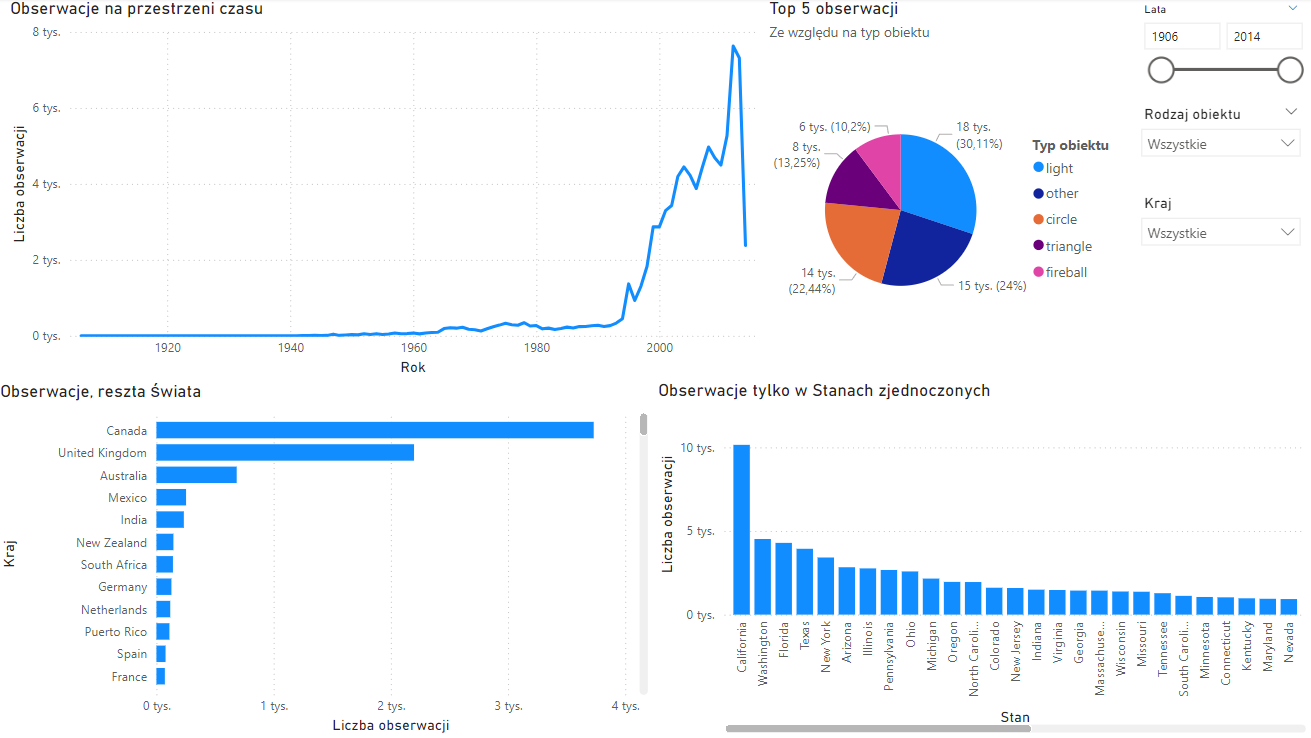 Obserwacje na przestrzeni czasu
8 tys.
6 tys.
4 tys.
2 tys.
0 tys.
Liczba obserwacji
1920
1940
1960
1980
2000
Rok
Top 5 obserwacji
Ze względu na typ obiektu
6 tys. (10,2%)
18 tys.
(30,11%)
8 tys.
(13,25%)
14 tys.
(22,44%)
15 tys. (24%)
Typ obiektu
light
other
circle
triangle
fireball
Lata
1906
2014
Rodzaj obiektu
Wszystkie
Kraj
Wszystkie
Obserwacje, reszta świata
Kraj
Canada
United Kingdom
Australia
Mexico
India
New Zealand
South Africa
Germany
Netherlands
Puerto Rico
Spain
France
0 tys.
1 tys.
2 tys.
3 tys.
4 tys.
Liczba obserwacji
Obserwacje tylko w Stanach zjednoczonych
Liczba obserwacji
10 tys.
5 tys.
0 tys.
California
Washington
Florida
Texas
New York
Arizona
Illinois
Pennsylvania
Ohio
Michigan
Oregon
North Caroli...
Colorado
New Jersey
Indiana
Virginia
Georgia
Massachuse...
Wisconsin
Missouri
Tennessee
South Caroli...
Minnesota
Connecticut
Kentucky
Maryland
Nevada
Stan